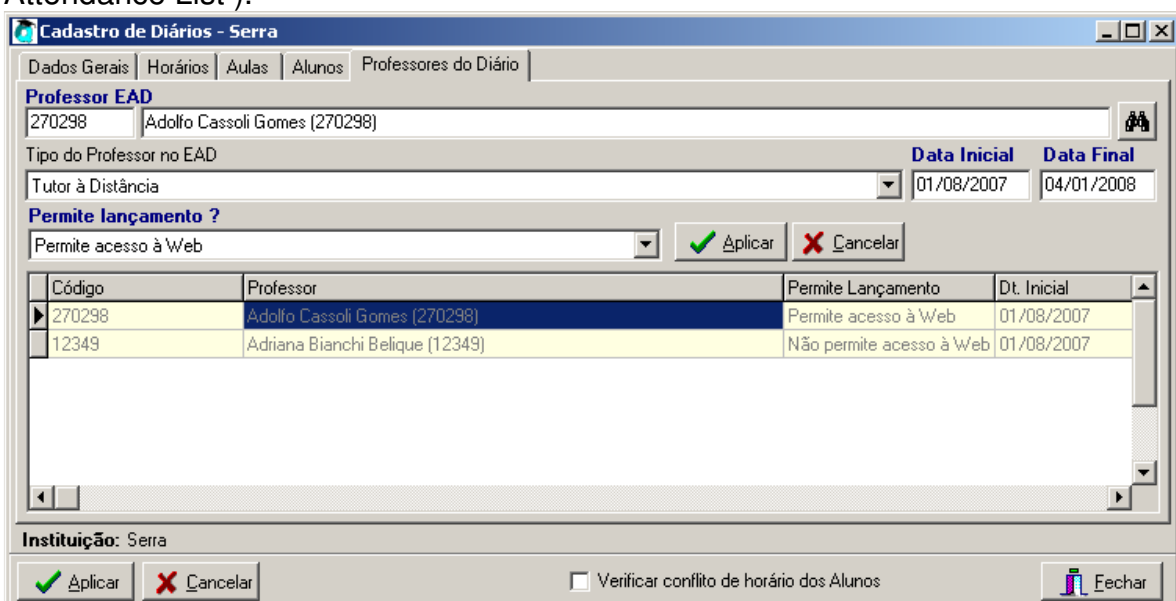 Attendance List ).
Cadastro de Diários - Serra
Dados Gerais Horários Aulas Alunos Professores do Diário
Professor EAD
270298 Adolfo Cassoli Gomes (270298)
Tipo do Professor no EAD Data Inicial Data Final
Tutor à Distância 01/08/2007 04/01/2008
Permite lançamento ?
Permite acesso à Web Aplicar Cancelar
Código Professor Permite Lançamento Dt. Inicial
270298 Adolfo Cassoli Gomes (270298) Permite acesso à Web 01/08/2007
12349 Adriana Bianchi Belique (12349) Não permite acesso à Web 01/08/2007
Instituição: Serra
Aplicar Cancelar Verificar conflito de horário dos Alunos Fechar